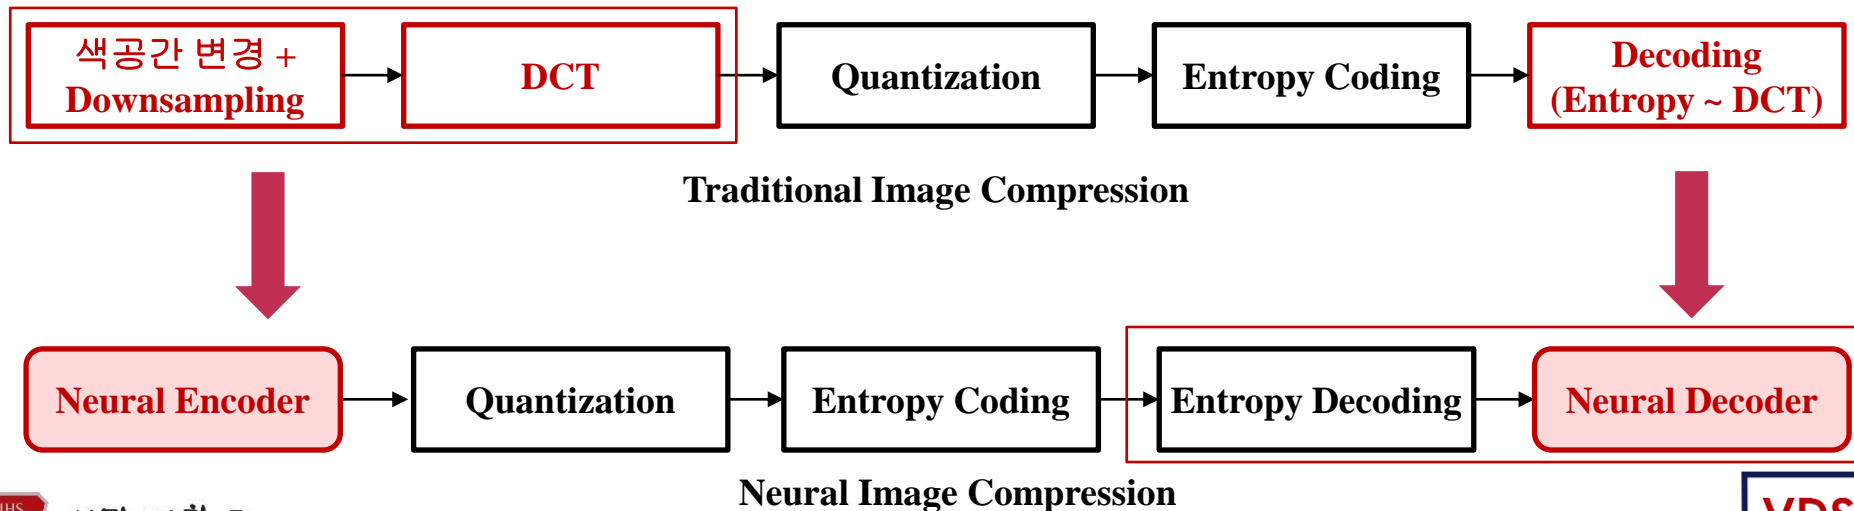 색공간 변경 +
Downsampling
DCT
Quantization
Entropy Coding
Decoding
(Entropy ~ DCT)
Traditional Image Compression
Neural Encoder
Quantization
Entropy Coding
Entropy Decoding
Neural Decoder
Neural Image Compression
IHS